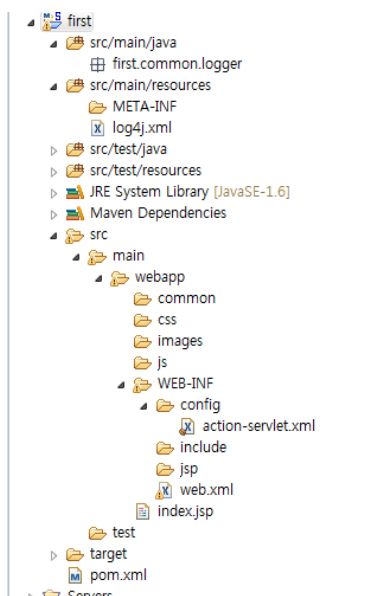 first
src/main/java
first.common.logger
src/main/resources
META-INF
log4j.xml
src/test/java
src/test/resources
JRE System Library [JavaSE-1.6]
Maven Dependencies
src
main
webapp
common
css
images
js
WEB-INF
config
action-servlet.xml
include
jsp
web.xml
index.jsp
test
target
pom.xml
Servers